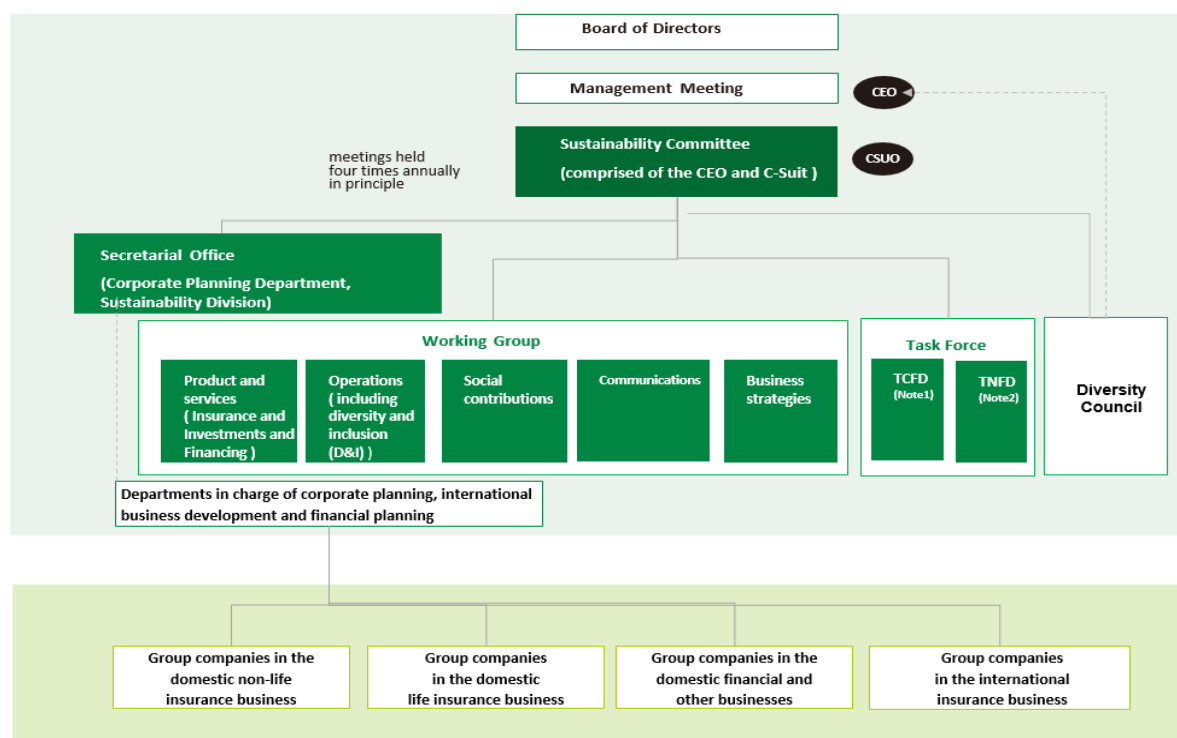 Board of Directors
Management Meeting
CEO
Sustainability Committee
(comprised of the CEO and C-Suit )
CSUO
meetings held
four times annually
in principle
Secretarial Office
(Corporate Planning Department,
Sustainability Division)
Working Group
Product and
services
( Insurance and
Investments and
Financing )
Operations
( including
diversity and
inclusion
(D&I) )
Social
contributions
Communications
Business
strategies
Task Force
TCFD
(Note1)
TNFD
(Note2)
Diversity
Council
Departments in charge of corporate planning, international
business development and financial planning
Group companies in the
domestic non-life
insurance business
Group companies
in the domestic
life insurance business
Group companies in the
domestic financial and
other businesses
Group companies
in the international
insurance business